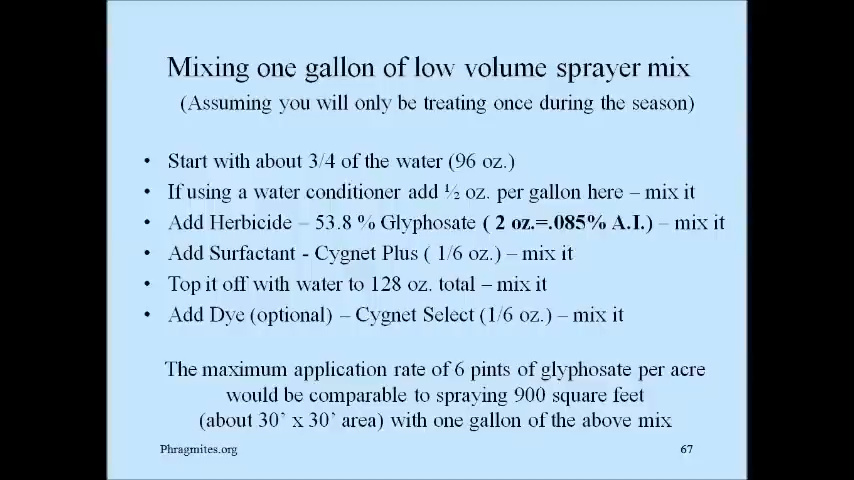 Mixing one gallon of low volume sprayer mix
(Assuming you will only be treating once during the season)
• Start with about 3/4 of the water (96 oz.)
• If using a water conditioner add ½ oz. per gallon here – mix it
• Add Herbicide – 53.8 % Glyphosate ( 2 oz.=.085% A.I.) – mix it
• Add Surfactant - Cygnet Plus ( 1/6 oz.) – mix it
• Top it off with water to 128 oz. total – mix it
• Add Dye (optional) – Cygnet Select (1/6 oz.) – mix it
The maximum application rate of 6 pints of glyphosate per acre
would be comparable to spraying 900 square feet
(about 30’ x 30’ area) with one gallon of the above mix
Phragmites.org
67